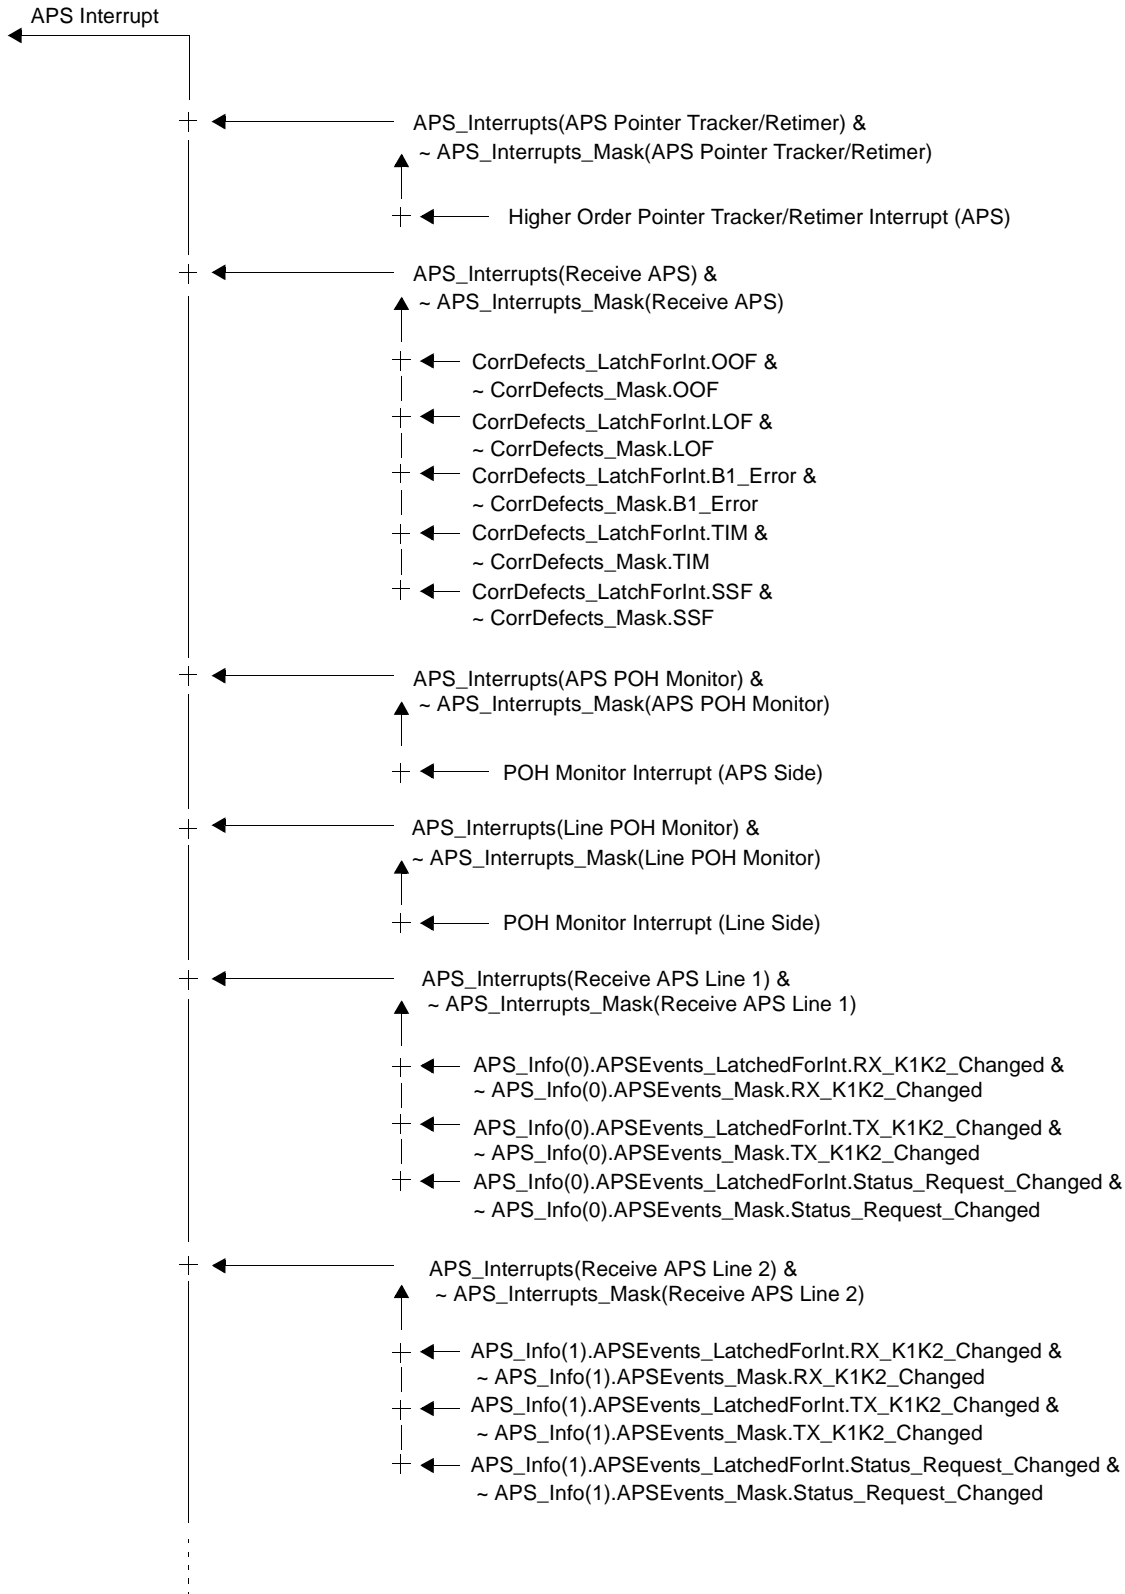 APS Interrupt
APS_Interrupts(APS Pointer Tracker/Retimer) &
~ APS_Interrupts_Mask(APS Pointer Tracker/Retimer)
Higher Order Pointer Tracker/Retimer Interrupt (APS)
APS_Interrupts(Receive APS) &
~ APS_Interrupts_Mask(Receive APS)
CorrDefects_LatchForInt.OOF &
~ CorrDefects_Mask.OOF
CorrDefects_LatchForInt.LOF &
~ CorrDefects_Mask.LOF
CorrDefects_LatchForInt.B1_Error &
~ CorrDefects_Mask.B1_Error
CorrDefects_LatchForInt.TIM &
~ CorrDefects_Mask.TIM
CorrDefects_LatchForInt.SSF &
~ CorrDefects_Mask.SSF
APS_Interrupts(APS POH Monitor) &
~ APS_Interrupts_Mask(APS POH Monitor)
POH Monitor Interrupt (APS Side)
APS_Interrupts(Line POH Monitor) &
~ APS_Interrupts_Mask(Line POH Monitor)
POH Monitor Interrupt (Line Side)
APS_Interrupts(Receive APS Line 1) &
~ APS_Interrupts_Mask(Receive APS Line 1)
APS_Info(0).APSEvents_LatchedForInt.RX_K1K2_Changed &
~ APS_Info(0).APSEvents_Mask.RX_K1K2_Changed
APS_Info(0).APSEvents_LatchedForInt.TX_K1K2_Changed &
~ APS_Info(0).APSEvents_Mask.TX_K1K2_Changed
APS_Info(0).APSEvents_LatchedForInt.Status_Request_Changed &
~ APS_Info(0).APSEvents_Mask.Status_Request_Changed
APS_Interrupts(Receive APS Line 2) &
~ APS_Interrupts_Mask(Receive APS Line 2)
APS_Info(1).APSEvents_LatchedForInt.RX_K1K2_Changed &
~ APS_Info(1).APSEvents_Mask.RX_K1K2_Changed
APS_Info(1).APSEvents_LatchedForInt.TX_K1K2_Changed &
~ APS_Info(1).APSEvents_Mask.TX_K1K2_Changed
APS_Info(1).APSEvents_LatchedForInt.Status_Request_Changed &
~ APS_Info(1).APSEvents_Mask.Status_Request_Changed